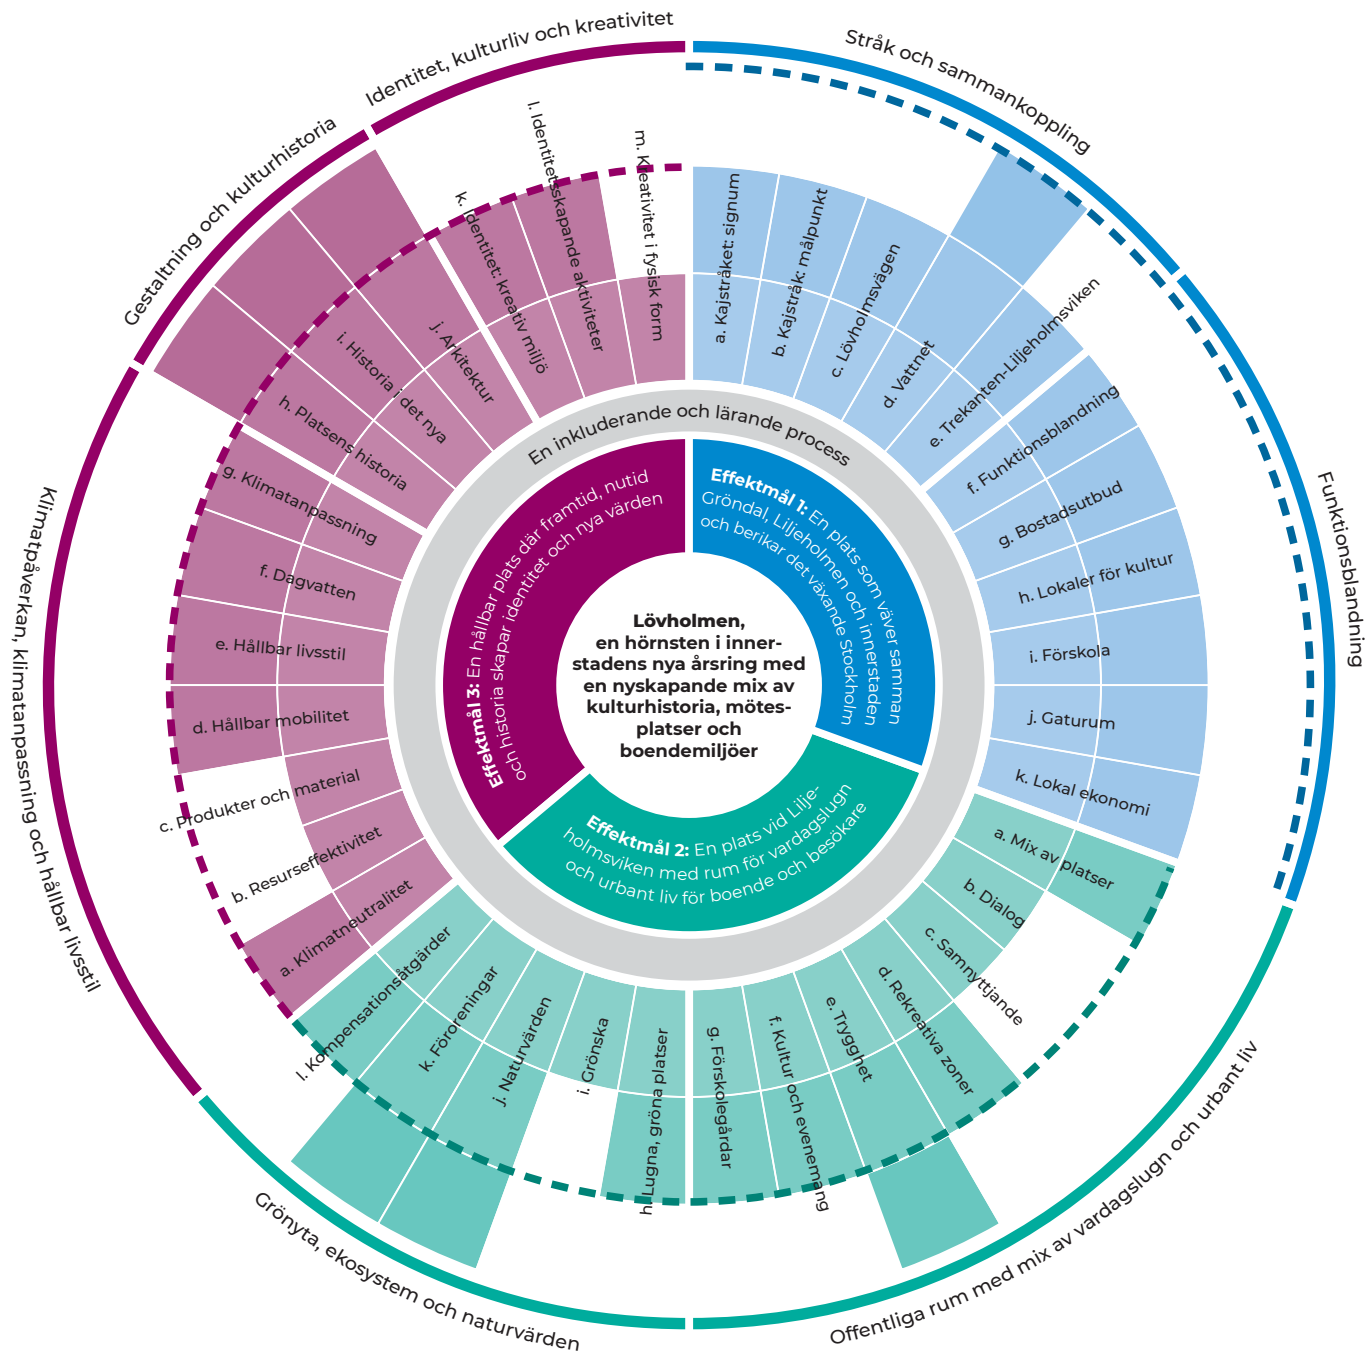 Identitet, kulturliv och kreativitet
Stråk och sammankoppling
Gestaltning och kulturhistoria
Funktionsblandning
Klimatpåverkan, klimatanpassning och hållbar livsstil
Grönyta, ekosystem och naturvärden
Offentliga rum med mix av vardagslugn och urbant liv
a. Kajstråket: signum
b. Kajstråk: målpunkt
c. Lövholmsvägen
d. Vattnet
e. Trekanten-Liljeholmsviken
f. Funktionsblandning
g. Bostadsutbud
h. Lokaler för kultur
i. Förskola
j. Gaturum
k. Lokal ekonomi
a. Mix av platser
b. Dialog
c. Samnyttjande
d. Rekreativa zoner
e. Trygghet
f. Kultur och evenemang
g. Förskolegårdar
h. Lugna, gröna platser
i. Grönska
j. Naturvärden
k. Föroreningar
l. Kompensationsåtgärder
a. Klimatneutralitet
b. Resurseffektivitet
c. Produkter och material
d. Hållbar mobilitet
e. Hållbar livsstil
f. Dagvatten
g. Klimatanpassning
h. Platsens historia
i. Historia i det nya
j. Arkitektur
k. Identitet: kreativ miljö
l. Identitetsskapande aktiviteter
m. Kreativitet i fysisk form
En inkluderande och lärande process
Effektmål 1: En plats som väver samman
Gröndal, Liljeholmen och innerstaden
och berikar det växande Stockholm
Effektmål 2: En plats vid Lilje-
holmsviken med rum för vardagslugn
och urbant liv för boende och besökare
Effektmål 3: En hållbar plats där framtid, nutid
och historia skapar identitet och nya värden
Lövholmen,
en hörnsten i inner-
stadens nya årsring med
en nyskapande mix av
kulturhistoria, mötes-
platser och
boendemiljöer